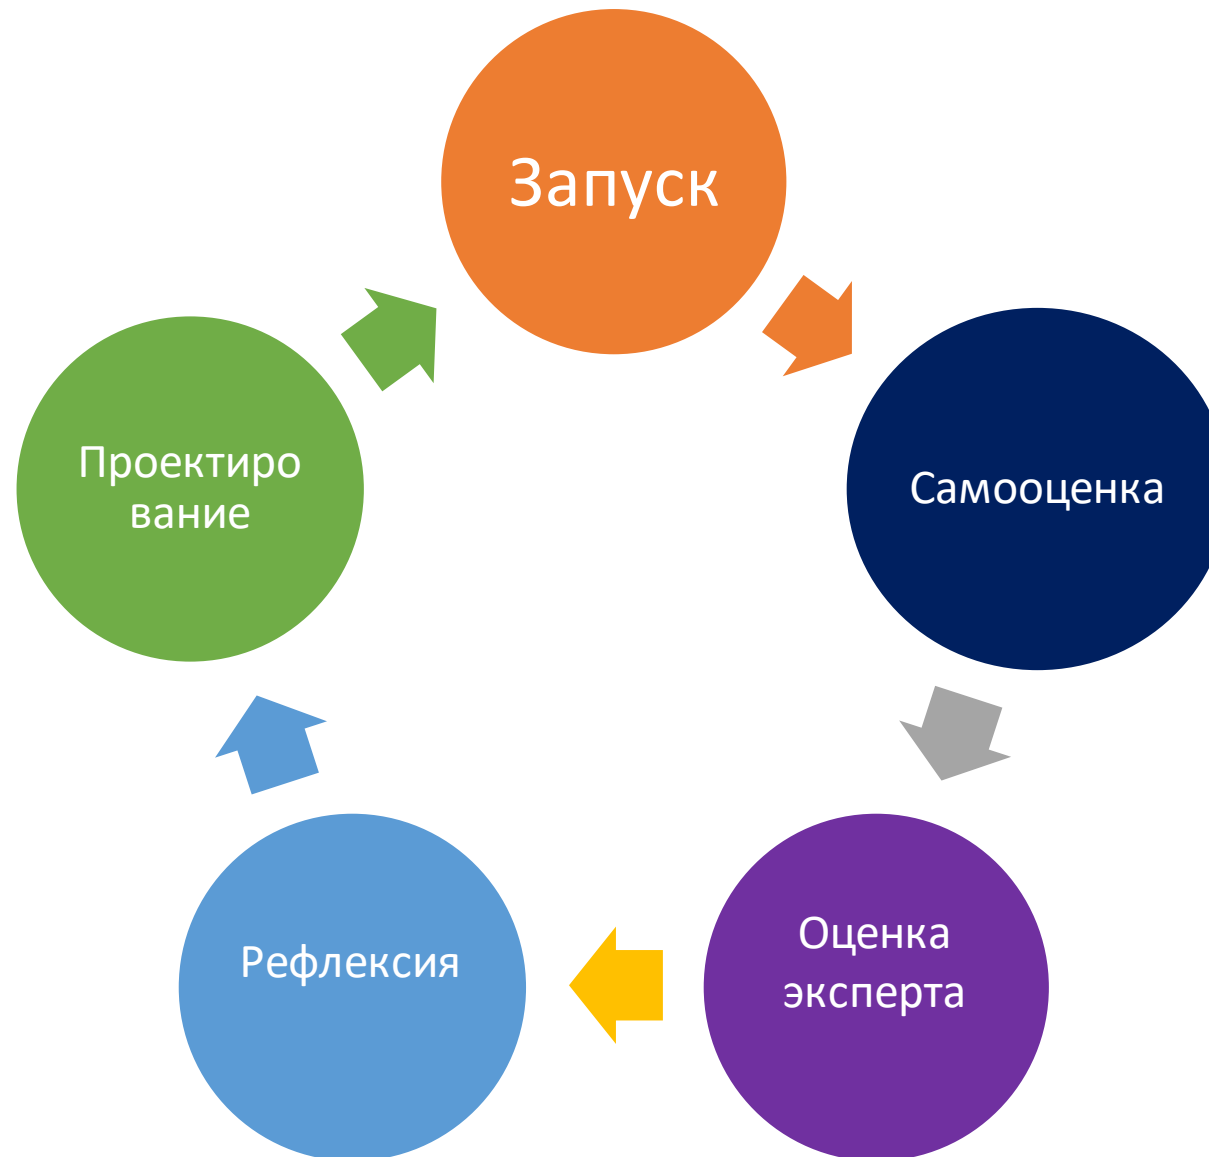 Запуск
Самооценка
Оценка
эксперта
Рефлексия
Проектиро
вание